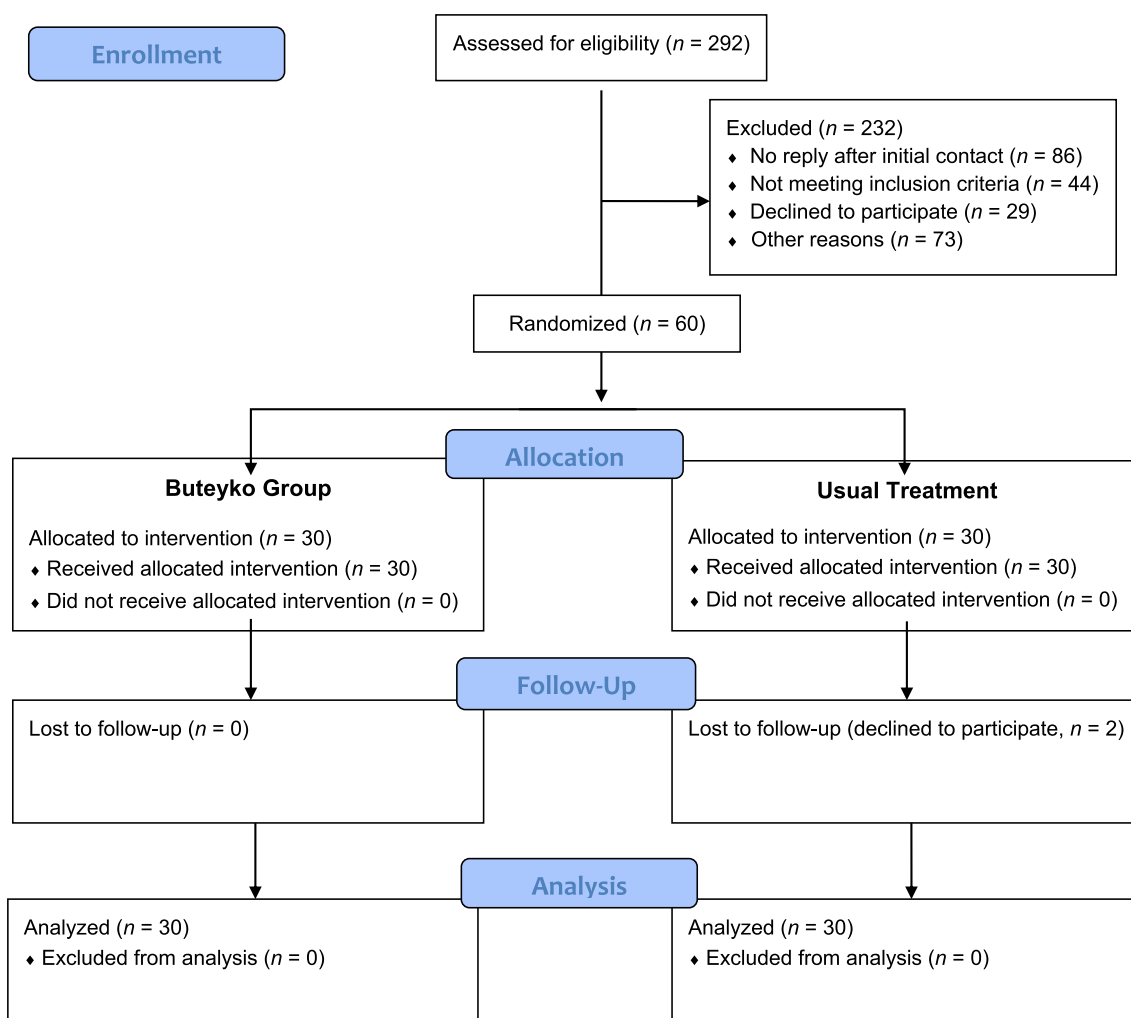 Enrollment
Assessed for eligibility (n = 292)
Excluded (n = 232)
♦ No reply after initial contact (n = 86)
♦ Not meeting inclusion criteria (n = 44)
♦ Declined to participate (n = 29)
♦ Other reasons (n = 73)
Randomized (n = 60)
Allocation
Buteyko Group
Allocated to intervention (n = 30)
♦ Received allocated intervention (n = 30)
♦ Did not receive allocated intervention (n = 0)
Usual Treatment
Allocated to intervention (n = 30)
♦ Received allocated intervention (n = 30)
♦ Did not receive allocated intervention (n = 0)
Follow-Up
Lost to follow-up (n = 0)
Lost to follow-up (declined to participate, n = 2)
Analysis
Analyzed (n = 30)
♦ Excluded from analysis (n = 0)
Analyzed (n = 30)
♦ Excluded from analysis (n = 0)